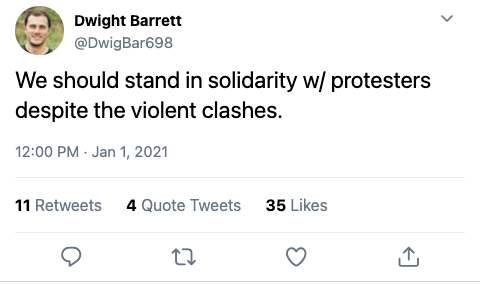 Dwight Barrett
@DwigBar698
We should stand in solidarity w/ protesters
despite the violent clashes.
12:00 PM · Jan 1, 2021
11 Retweets 4 Quote Tweets 35 Likes